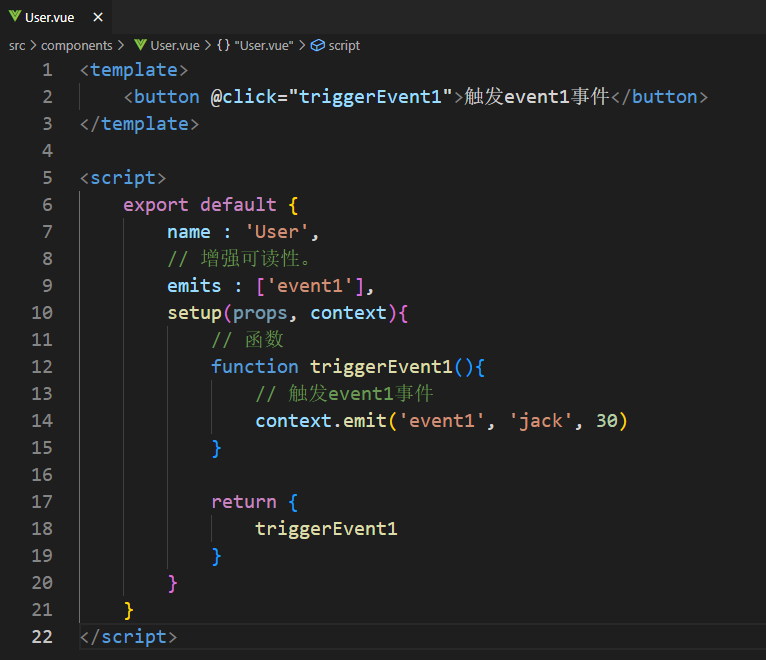 User.vue ×
src > components > User.vue > {} "User.vue" > script
1 <template>
2     <button @click="triggerEvent1">触发event1事件</button>
3 </template>
4
5 <script>
6     export default {
7         name : 'User',
8         // 增强可读性。
9         emits : ['event1'],
10         setup(props, context){
11             // 函数
12             function triggerEvent1(){
13                 // 触发event1事件
14                 context.emit('event1', 'jack', 30)
15             }
16
17             return {
18                 triggerEvent1
19             }
20         }
21     }
22 </script>